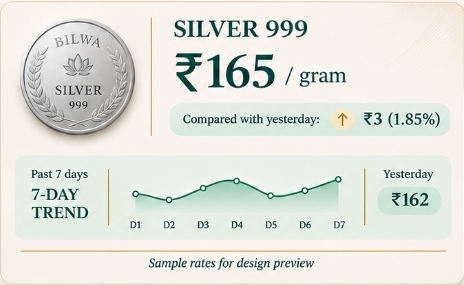 BILWA
SILVER
999
SILVER 999
₹165 / gram
Compared with yesterday: ↑ ₹3 (1.85%)
Past 7 days
7-DAY
TREND
D1 D2 D3 D4 D5 D6 D7
Yesterday
₹162
Sample rates for design preview